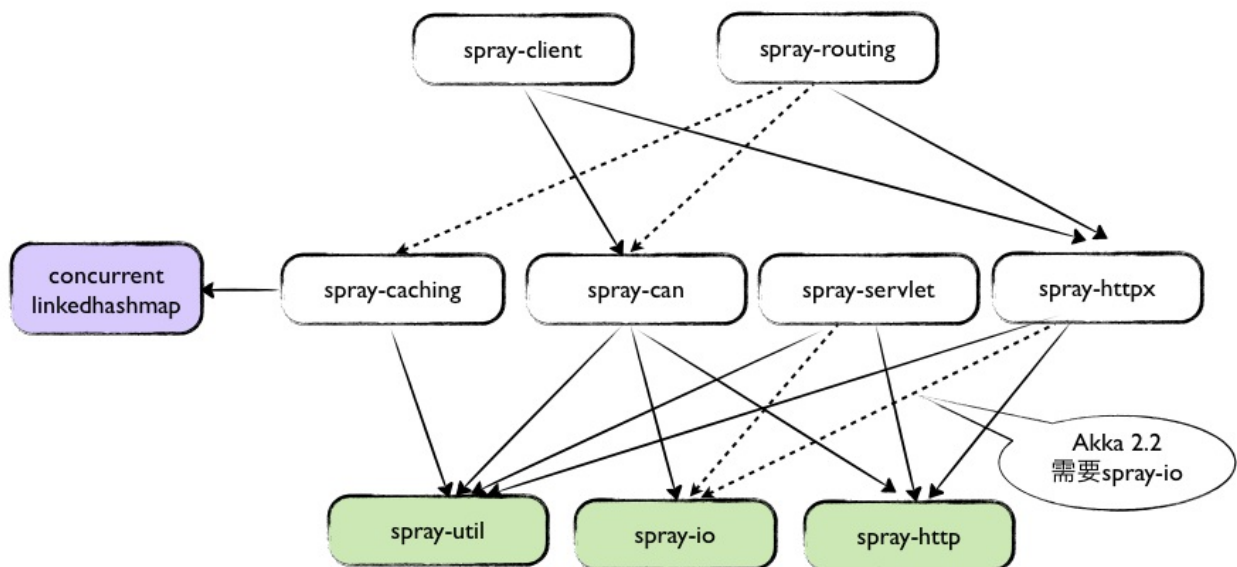 spray-client
spray-routing
concurrent
linkedhashmap
spray-caching
spray-can
spray-servlet
spray-httpx
Akka 2.2
需要spray-io
spray-util
spray-io
spray-http